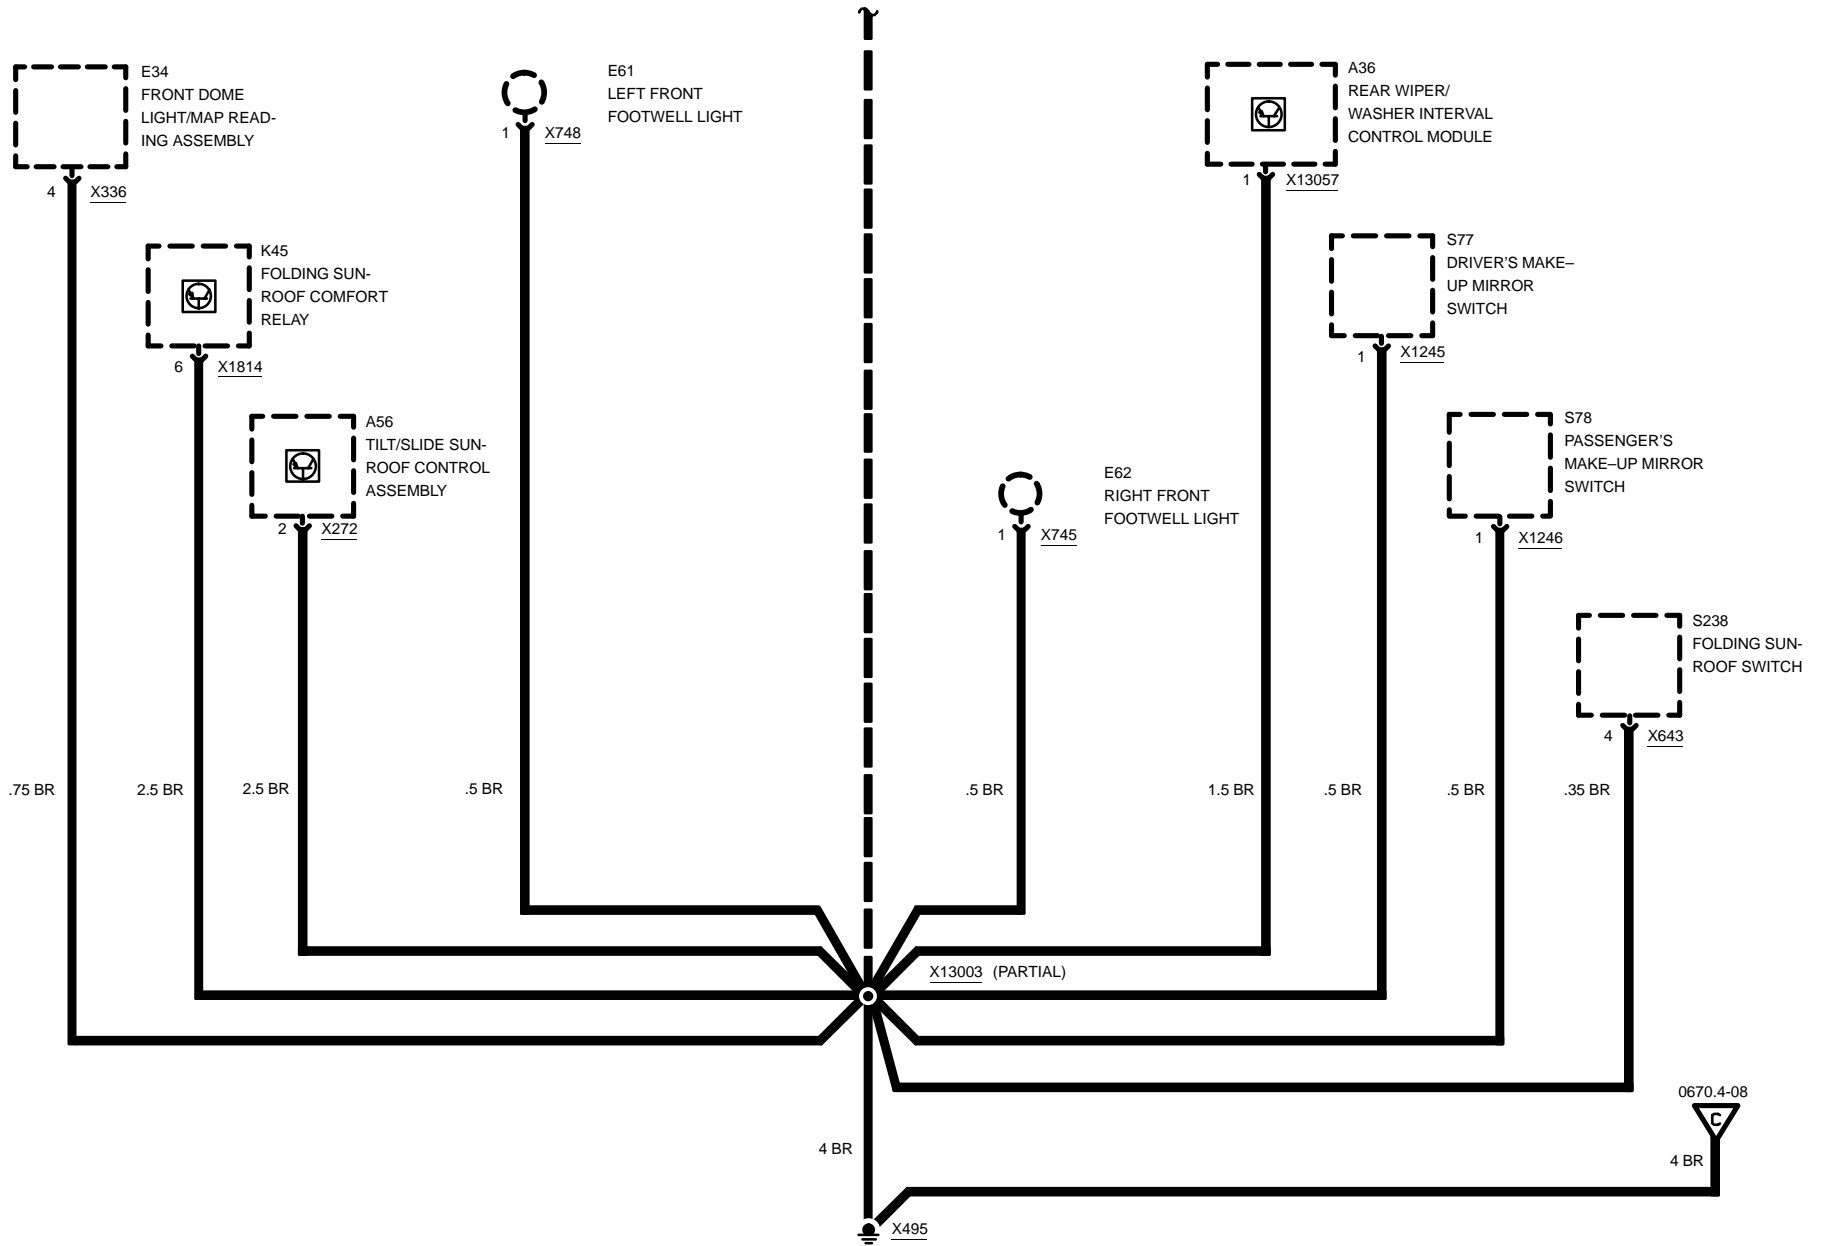 E34
FRONT DOME
LIGHT/MAP READ-
ING ASSEMBLY
4 X336
K45
FOLDING SUN-
ROOF COMFORT
RELAY
6 X1814
A56
TILT/SLIDE SUN-
ROOF CONTROL
ASSEMBLY
2 X272
E61
LEFT FRONT
FOOTWELL LIGHT
1 X748
E62
RIGHT FRONT
FOOTWELL LIGHT
1 X745
A36
REAR WIPER/
WASHER INTERVAL
CONTROL MODULE
1 X13057
S77
DRIVER'S MAKE–
UP MIRROR
SWITCH
1 X1245
S78
PASSENGER'S
MAKE–UP MIRROR
SWITCH
1 X1246
S238
FOLDING SUN-
ROOF SWITCH
4 X643
.75 BR 2.5 BR 2.5 BR .5 BR .5 BR 1.5 BR .5 BR .5 BR .35 BR
X13003 (PARTIAL)
0670.4-08
C
4 BR
4 BR
X495